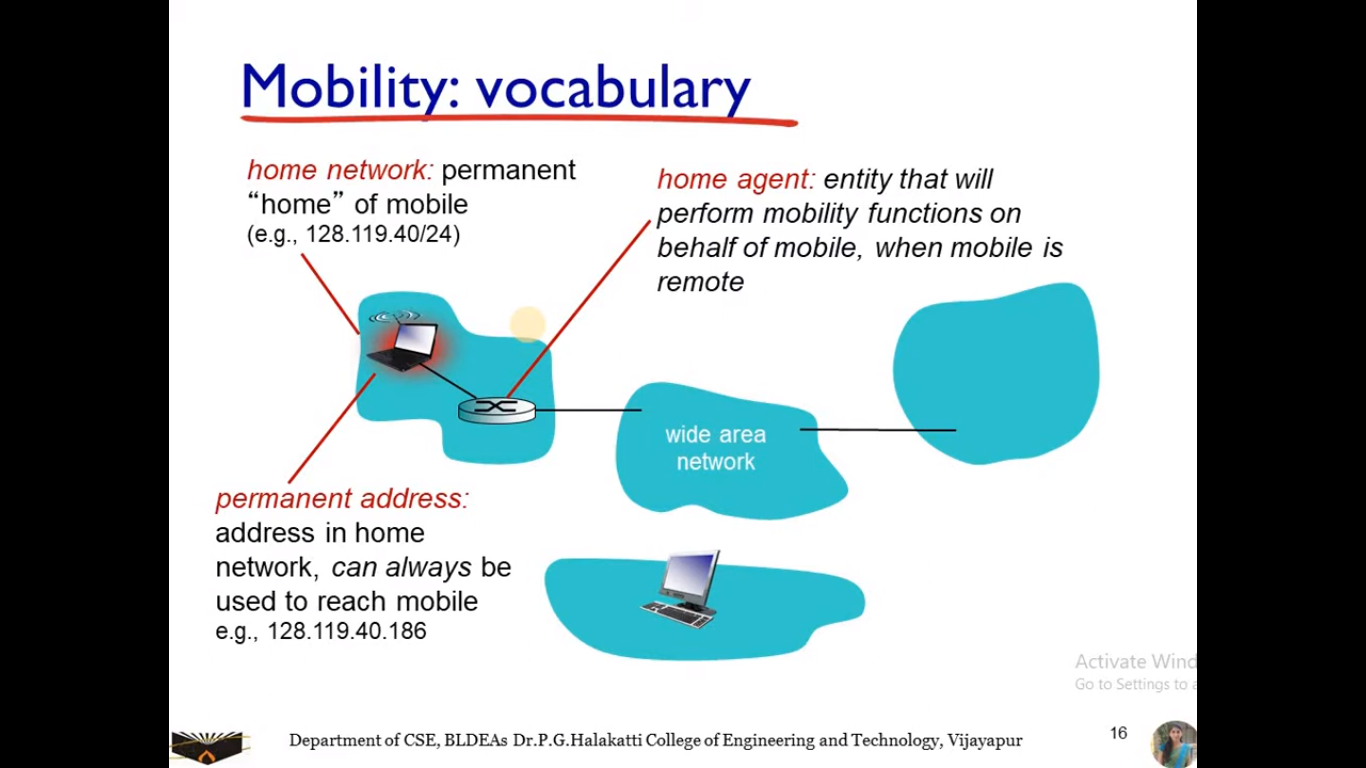 Mobility: vocabulary
home network: permanent
“home” of mobile
(e.g., 128.119.40/24)
home agent: entity that will
perform mobility functions on
behalf of mobile, when mobile is
remote
wide area
network
permanent address:
address in home
network, can always be
used to reach mobile
e.g., 128.119.40.186
Activate Wind
Go to Settings to a
Department of CSE, BLDEAs Dr.P.G.Halakatti College of Engineering and Technology, Vijayapur
16